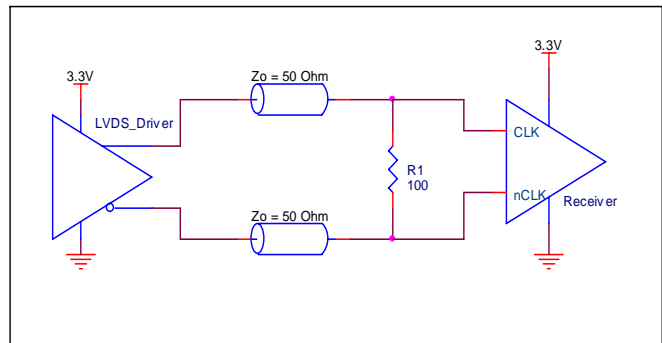 3.3V
LVDS_Driver
Zo = 50 Ohm
3.3V
CLK
R1
100
nCLK
Receiver
Zo = 50 Ohm